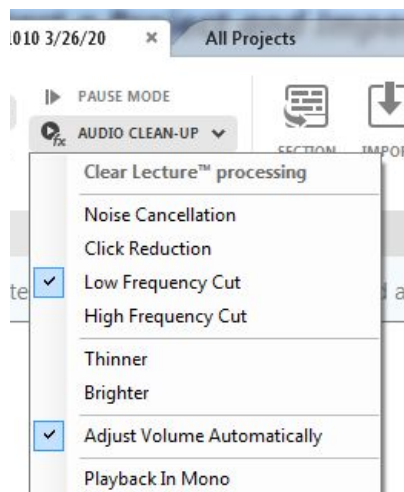 1010 3/26/20 × All Projects
PAUSE MODE
AUDIO CLEAN-UP
SECTION
Clear Lecture™ processing
Noise Cancellation
Click Reduction
Low Frequency Cut
High Frequency Cut
Thinner
Brighter
Adjust Volume Automatically
Playback In Mono